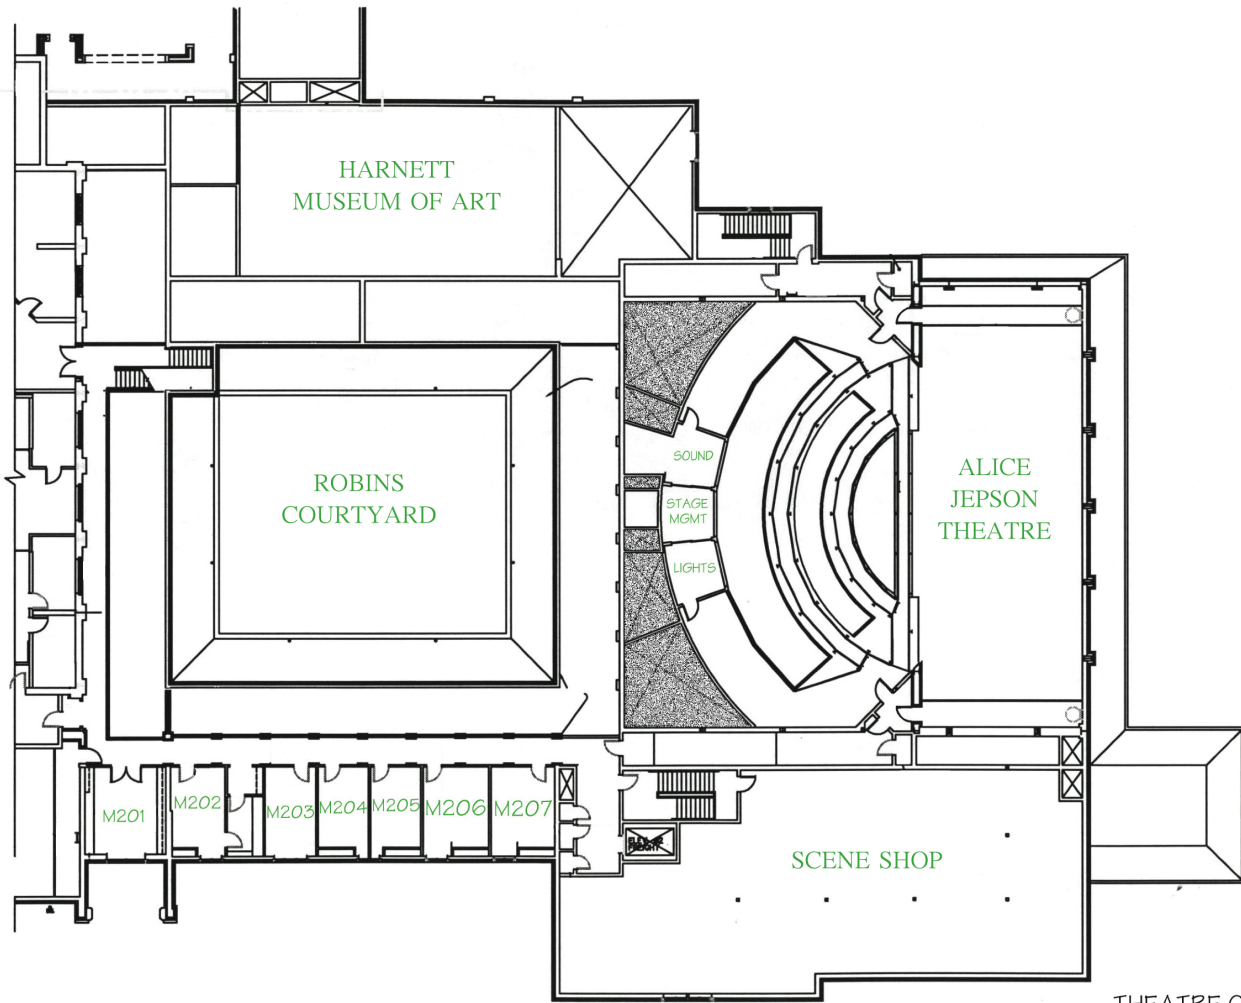 HARNETT
MUSEUM OF ART
ROBINS
COURTYARD
SOUND
STAGE
MGMT
LIGHTS
ALICE
JEPSON
THEATRE
M201
M202
M203
M204
M205
M206
M207
SCENE SHOP
THEATRE